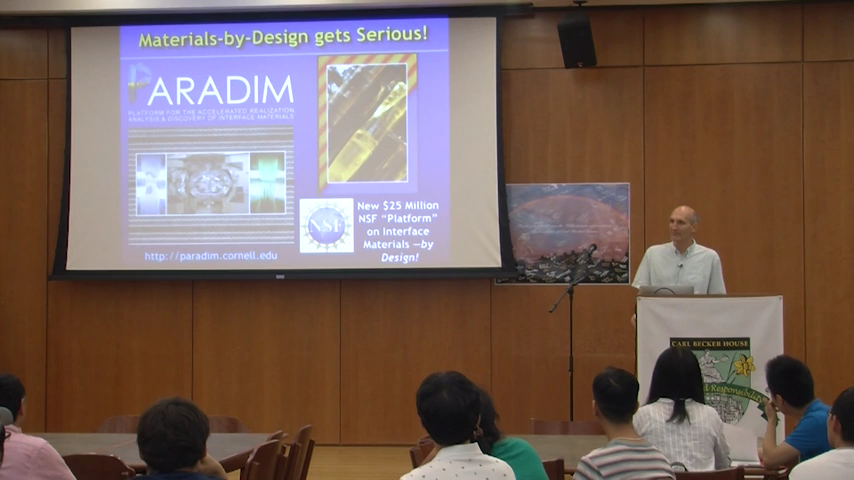 Materials-by-Design gets Serious!
PARADIM
PLATFORM FOR THE ACCELERATED REALIZATION
ANALYSIS & DISCOVERY OF INTERFACE MATERIALS
NSF
New $25 Million
NSF "Platform"
on Interface
Materials —by
Design!
http://paradim.cornell.edu
CARL BECKER HOUSE
Responsibility